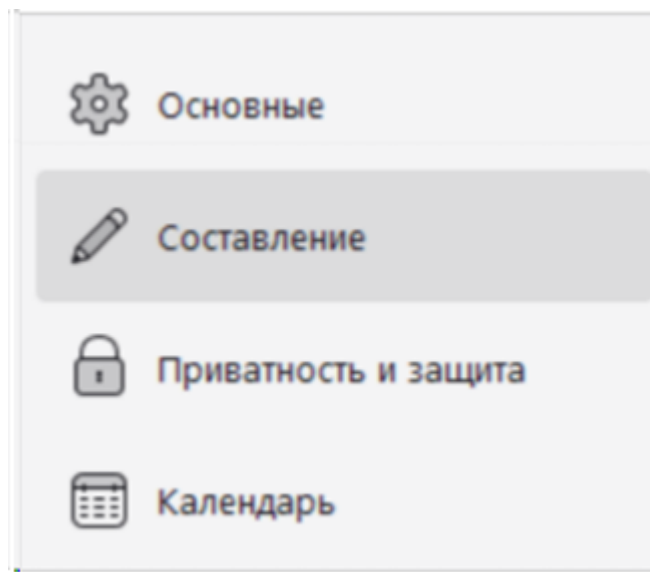 Основные
Составление
Приватность и защита
Календарь